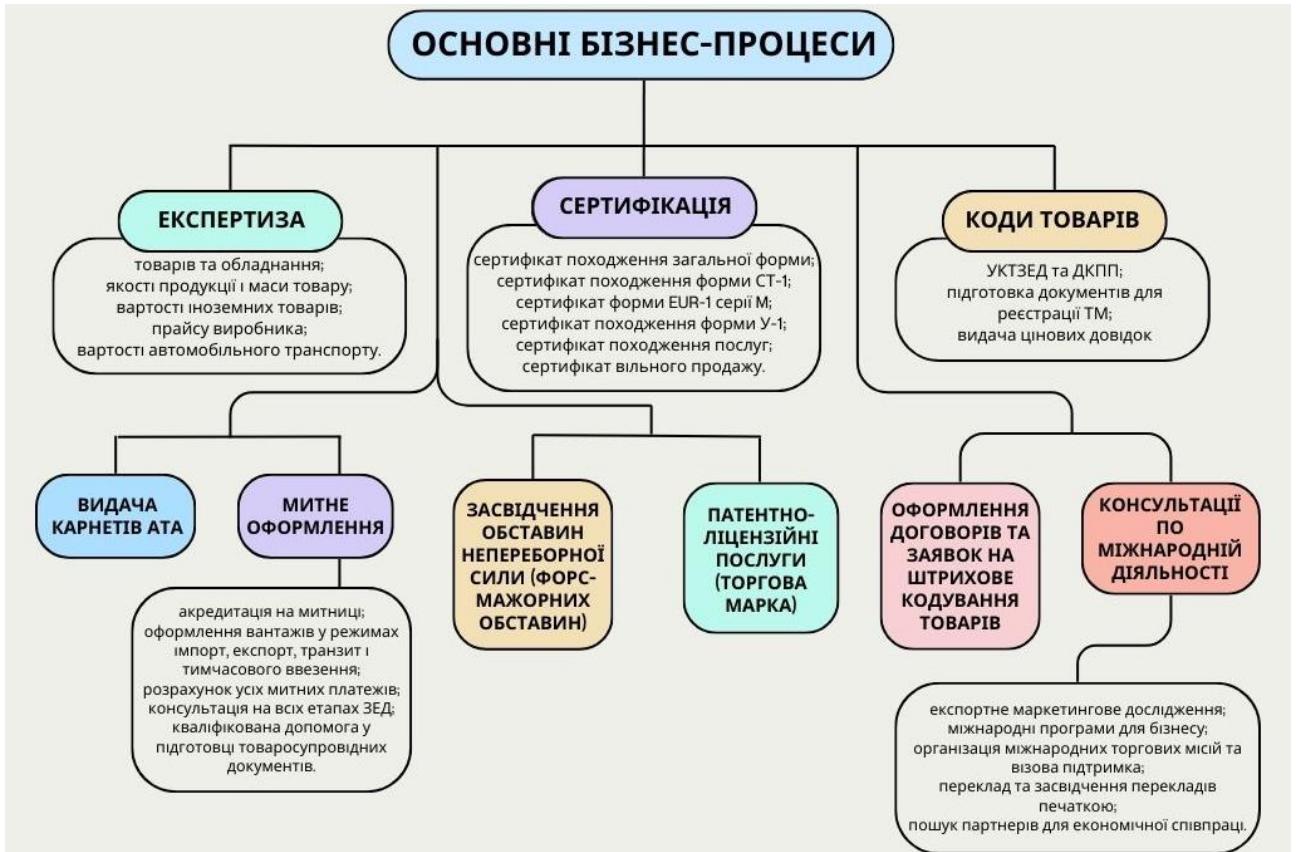 ОСНОВНІ БІЗНЕС-ПРОЦЕСИ
ЕКСПЕРТИЗА
товарів та обладнання;
якості продукції і маси товару;
вартості іноземних товарів;
прайсу виробника;
вартості автомобільного транспорту.
СЕРТИФІКАЦІЯ
сертифікат походження загальної форми;
сертифікат походження форми СТ-1;
сертифікат форми EUR-1 серії М;
сертифікат походження форми У-1;
сертифікат походження послуг;
сертифікат вільного продажу.
КОДИ ТОВАРІВ
УКТЗЕД та ДКПП;
підготовка документів для
реєстрації ТМ;
видача цінових довідок
ВИДАЧА
КАРНЕТІВ АТА
МИТНЕ
ОФОРМЛЕННЯ
акредитація на митниці;
оформлення вантажів у режимах
імпорт, експорт, транзит і
тимчасового ввезення;
розрахунок усіх митних платежів;
консультація на всіх етапах ЗЕД;
кваліфікована допомога у
підготовці товаросупровідних
документів.
ЗАСВІДЧЕННЯ
ОБСТАВИН
НЕПЕРЕБОРНОЇ
СИЛИ (ФОРС-
МАЖОРНИХ
ОБСТАВИН)
ПАТЕНТНО-
ЛІЦЕНЗІЙНІ
ПОСЛУГИ
(ТОРГОВА
МАРКА)
ОФОРМЛЕННЯ
ДОГОВОРІВ ТА
ЗАЯВОК НА
ШТРИХОВЕ
КОДУВАННЯ
ТОВАРІВ
КОНСУЛЬТАЦІЇ
ПО
МІЖНАРОДНІЙ
ДІЯЛЬНОСТІ
експортне маркетингове дослідження;
міжнародні програми для бізнесу;
організація міжнародних торгових місій та
візова підтримка;
переклад та засвідчення перекладів
печаткою;
пошук партнерів для економічної співпраці.